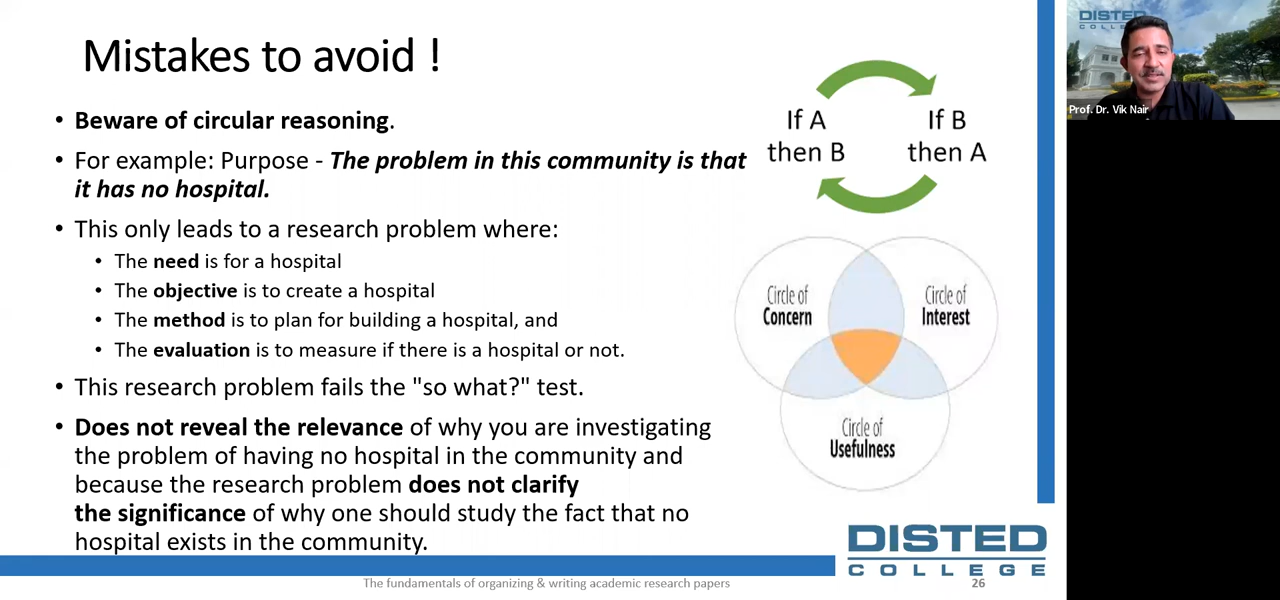 Mistakes to avoid !
• Beware of circular reasoning.
• For example: Purpose - The problem in this community is that
it has no hospital.
• This only leads to a research problem where:
• The need is for a hospital
• The objective is to create a hospital
• The method is to plan for building a hospital, and
• The evaluation is to measure if there is a hospital or not.
• This research problem fails the "so what?" test.
• Does not reveal the relevance of why you are investigating
the problem of having no hospital in the community and
because the research problem does not clarify
the significance of why one should study the fact that no
hospital exists in the community.
If A
then B
If B
then A
Circle of
Concern
Circle of
Interest
Circle of
Usefulness
DISTED
COLLEGE
The fundamentals of organizing & writing academic research papers
26
DISTED
COLLEGE
Prof. Dr. Vik Nair